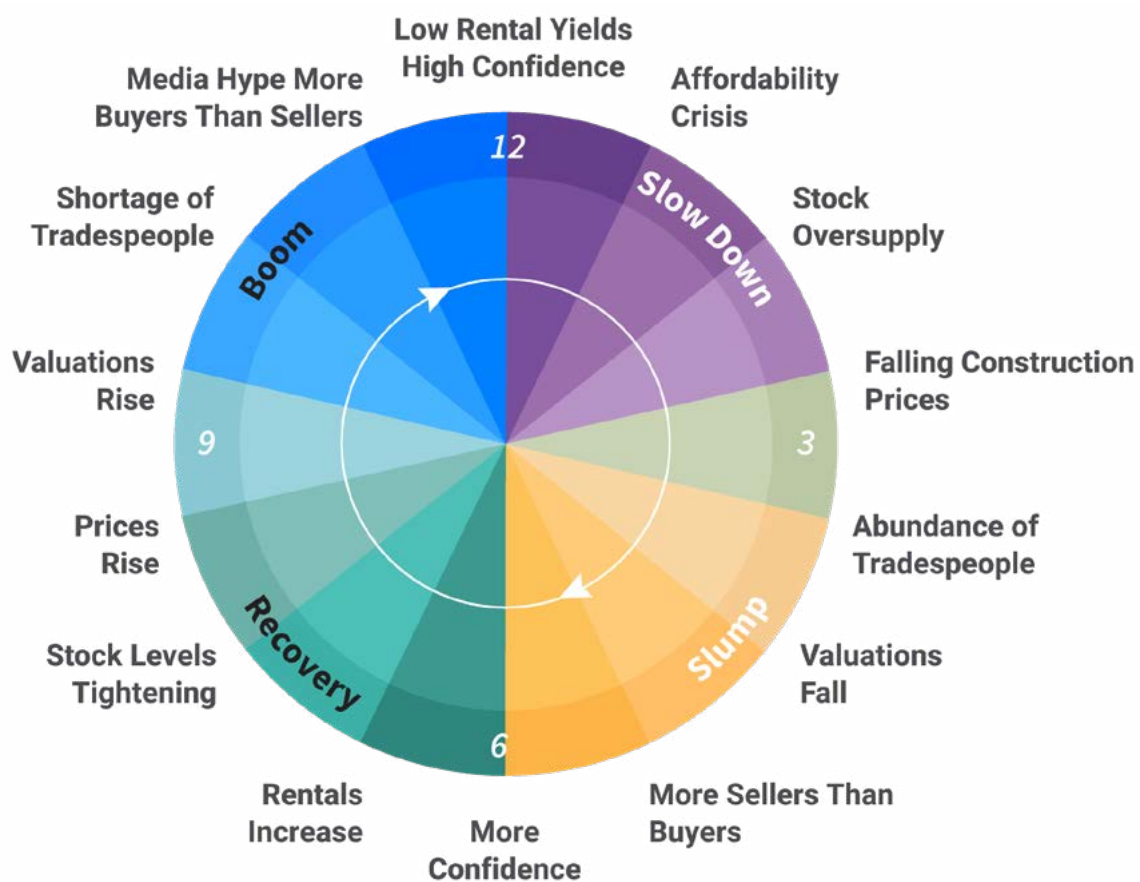 Low Rental Yields
High Confidence
Affordability
Crisis
Stock
Oversupply
Falling Construction
Prices
Abundance of
Tradespeople
Valuations
Fall
More Sellers Than
Buyers
More
Confidence
Rentals
Increase
Stock Levels
Tightening
Prices
Rise
Valuations
Rise
Shortage of
Tradespeople
Media Hype More
Buyers Than Sellers
12
Slow Down
3
Slump
6
Recovery
9
Boom